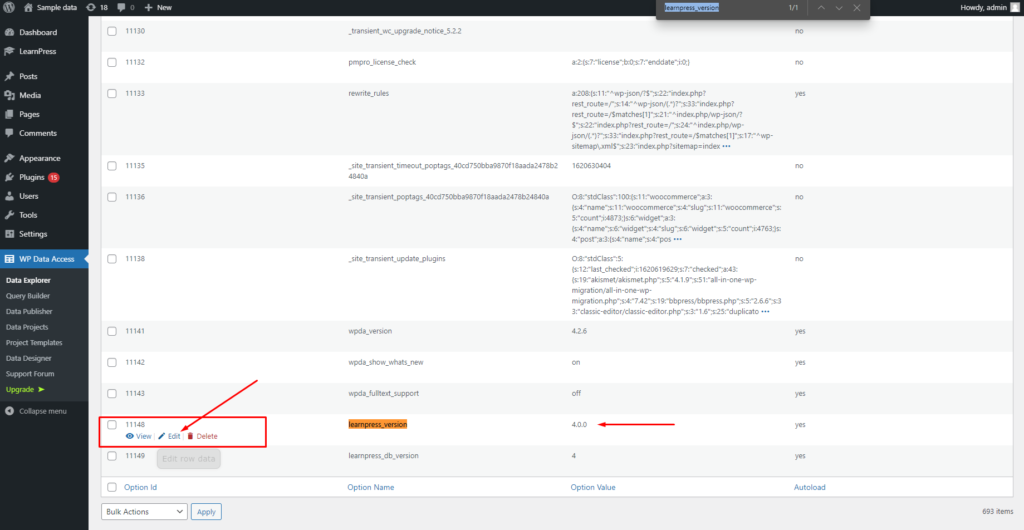 Sample data
18
0
New
learnpress_version
1/1
Howdy, admin
Dashboard
LearnPress
Posts
Media
Pages
Comments
Appearance
Plugins 15
Users
Tools
Settings
WP Data Access
Data Explorer
Query Builder
Data Publisher
Data Projects
Project Templates
Data Designer
Support Forum
Upgrade
Collapse menu
11130 _transient_wc_upgrade_notice_5.2.2 no
11132 pmpro_license_check a:2:{s:7:"license";b:0;s:7:"enddate";i:0;} no
11133 rewrite_rules a:208:{s:11:"^wp-json/?$";s:22:"index.php? yes
rest_route=/";s:14:"^wp-json/(.*)?";s:33:"index.php?
rest_route=/$matches[1]";s:21:"^index.php/wp-json/?
$";s:22:"index.php?rest_route=/";s:24:"^index.php/wp-
json/(.*)?";s:33:"index.php?
rest_route=/$matches[1]";s:17:"^wp-
sitemap\.xml$";s:23:"index.php?sitemap=index •••
11135 _site_transient_timeout_poptags_40cd750bba9870f18aada2478b2 1620630404 no
4840a
11136 _site_transient_poptags_40cd750bba9870f18aada2478b24840a O:8:"stdClass":100:{s:11:"woocommerce";a:3: no
{s:4:"name";s:11:"woocommerce";s:4:"slug";s:11:"woocommerce";s:
5:"count";i:4873;}s:6:"widget";a:3:
{s:4:"name";s:6:"widget";s:4:"slug";s:6:"widget";s:5:"count";i:4763;}s:
4:"post";a:3:{s:4:"name";s:4:"pos •••
11138 _site_transient_update_plugins O:8:"stdClass":5: no
{s:12:"last_checked";i:1620619629;s:7:"checked";a:43:
{s:19:"akismet/akismet.php";s:5:"4.1.9";s:51:"all-in-one-wp-
migration/all-in-one-wp-
migration.php";s:4:"7.42";s:19:"bbpress/bbpress.php";s:5:"2.6.6";s:3
3:"classic-editor/classic-editor.php";s:3:"1.6";s:25:"duplicato •••
11141 wpda_version 4.2.6 yes
11142 wpda_show_whats_new on yes
11143 wpda_fulltext_support off yes
11148 learnpress_version 4.0.0 yes
View | Edit | Delete
11149 learnpress_db_version 4 yes
Edit row data
Option Id Option Name Option Value Autoload
Bulk Actions Apply 693 items